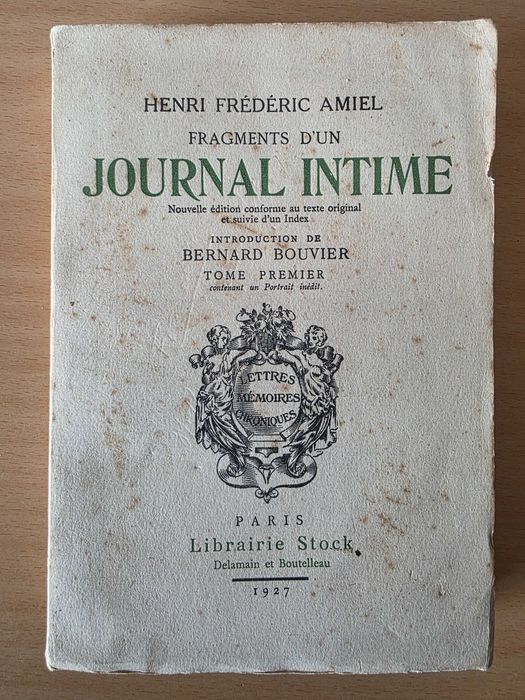 HENRI FRÉDÉRIC AMIEL
FRAGMENTS D'UN
JOURNAL INTIME
Nouvelle édition conforme au texte original
et suivie d'un Index
INTRODUCTION DE
BERNARD BOUVIER
TOME PREMIER
contenant un Portrait inédit.
LETTRES
MÉMOIRES
CHRONIQUES
PARIS
Librairie Stock
Delamain et Boutelleau
1927